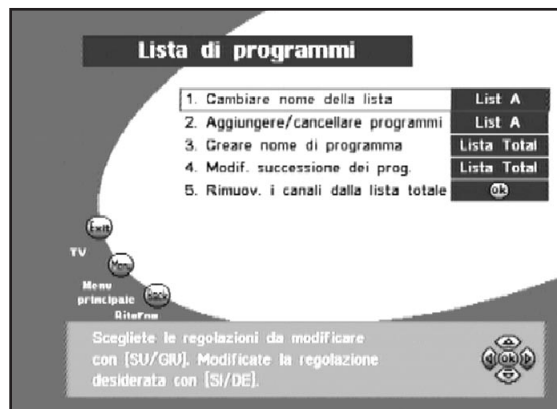 Lista di programmi
1. Cambiare nome della lista List A
2. Aggiungere/cancellare programmi List A
3. Creare nome di programma Lista Total
4. Modif. successione dei prog. Lista Total
5. Rimuov. i canali dalla lista totale ok
Exit
TV
Menu
Menu
principale
Back
Ritorno
Scegliete le regolazioni da modificare
con [SU/GIU]. Modificate la regolazione
desiderata con [SI/DE].
ok